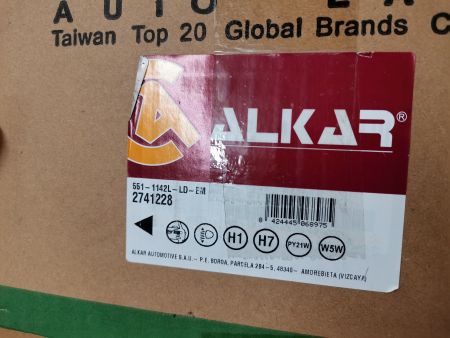 AUTO
Taiwan Top 20 Global Brands C
ALKAR®
551-1142L-LD-EM
2741228
8 424445 068975
H1 H7 PY21W W5W
ALKAR AUTOMOTIVE S.A.U. - P.E. BOROA, PARCELA 2B4-5, 48340- AMOREBIETA (VIZCAYA)